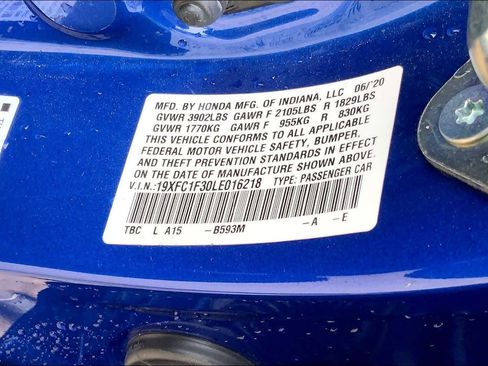 MFD. BY HONDA MFG. OF INDIANA, LLC 06/'20
GVWR 3902LBS GAWR F 2105LBS R 1829LBS
GVWR 1770KG GAWR F 955KG R 830KG
THIS VEHICLE CONFORMS TO ALL APPLICABLE
FEDERAL MOTOR VEHICLE SAFETY, BUMPER,
AND THEFT PREVENTION STANDARDS IN EFFECT
ON THE DATE OF MANUFACTURE SHOWN ABOVE.
V.I.N.:19XFC1F30LE016218 TYPE: PASSENGER CAR
TBC L A15 -B593M -A -E